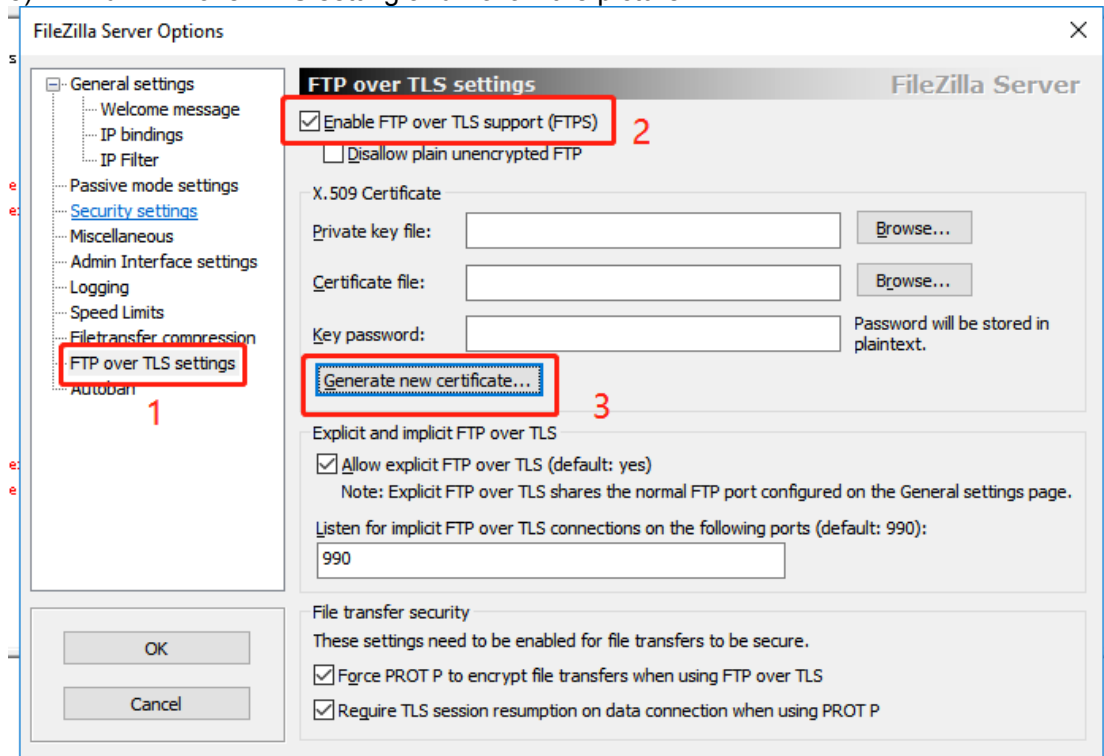 FileZilla Server Options
General settings
Welcome message
IP bindings
IP Filter
Passive mode settings
Security settings
Miscellaneous
Admin Interface settings
Logging
Speed Limits
Filetransfer compression
FTP over TLS settings
Autoban
1
OK
Cancel
FTP over TLS settings
FileZilla Server
Enable FTP over TLS support (FTPS)
2
Disallow plain unencrypted FTP
X.509 Certificate
Private key file:
Browse...
Certificate file:
Browse...
Key password:
Password will be stored in
plaintext.
Generate new certificate...
3
Explicit and implicit FTP over TLS
Allow explicit FTP over TLS (default: yes)
Note: Explicit FTP over TLS shares the normal FTP port configured on the General settings page.
Listen for implicit FTP over TLS connections on the following ports (default: 990):
990
File transfer security
These settings need to be enabled for file transfers to be secure.
Force PROT P to encrypt file transfers when using FTP over TLS
Require TLS session resumption on data connection when using PROT P